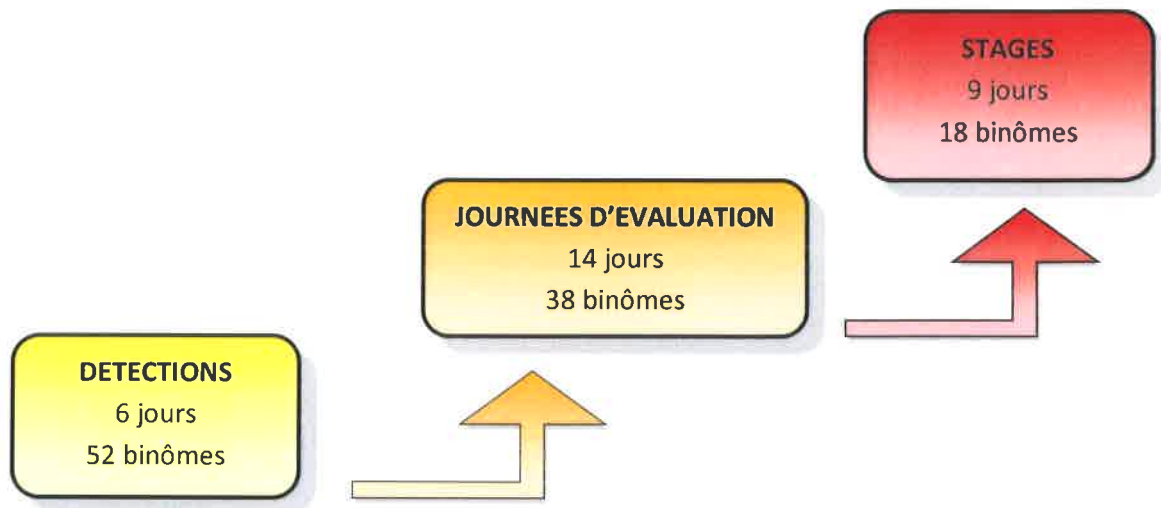 STAGES
9 jours
18 binômes
JOURNEES D'EVALUATION
14 jours
38 binômes
DETECTIONS
6 jours
52 binômes